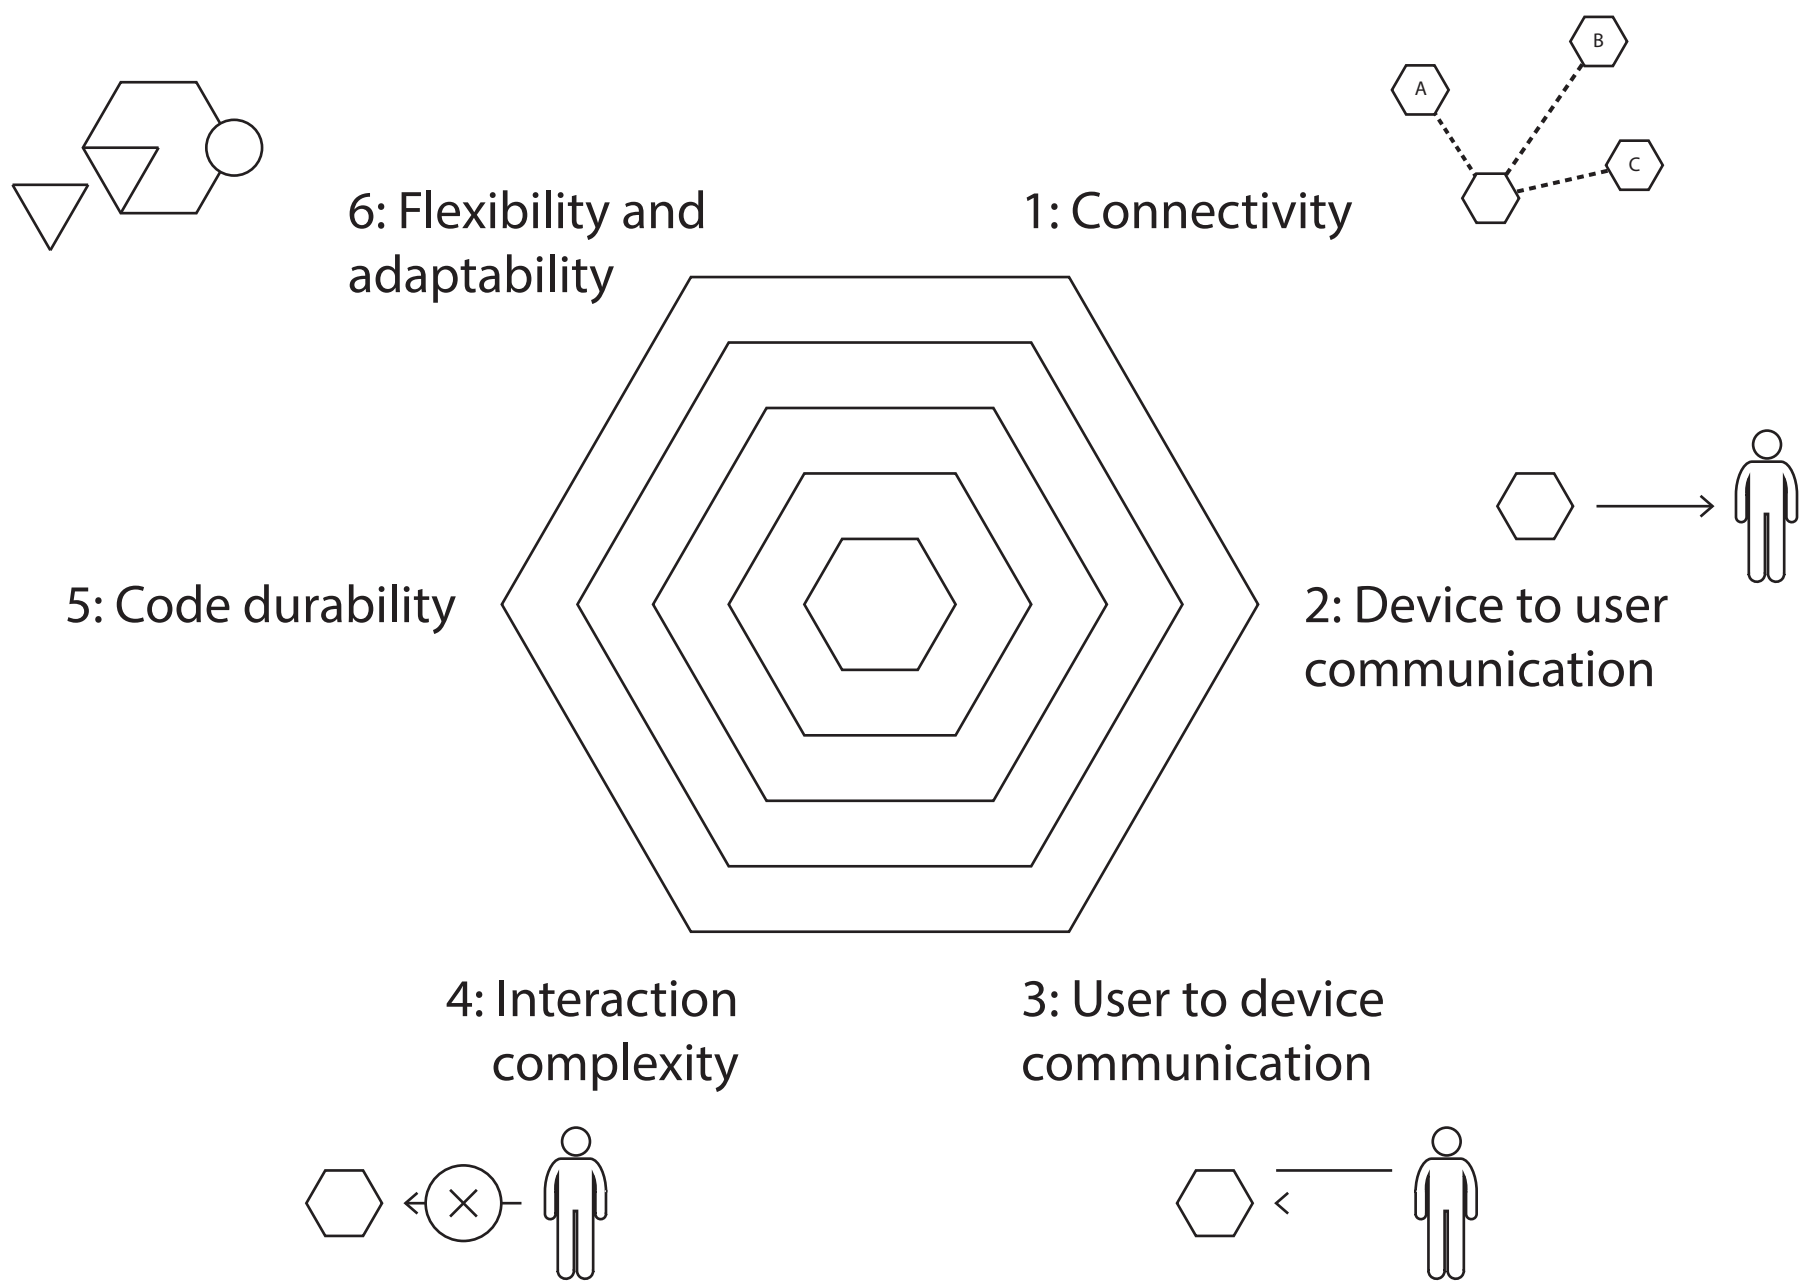 B
A
C
6: Flexibility and
adaptability
1: Connectivity
5: Code durability
2: Device to user
communication
4: Interaction
complexity
3: User to device
communication